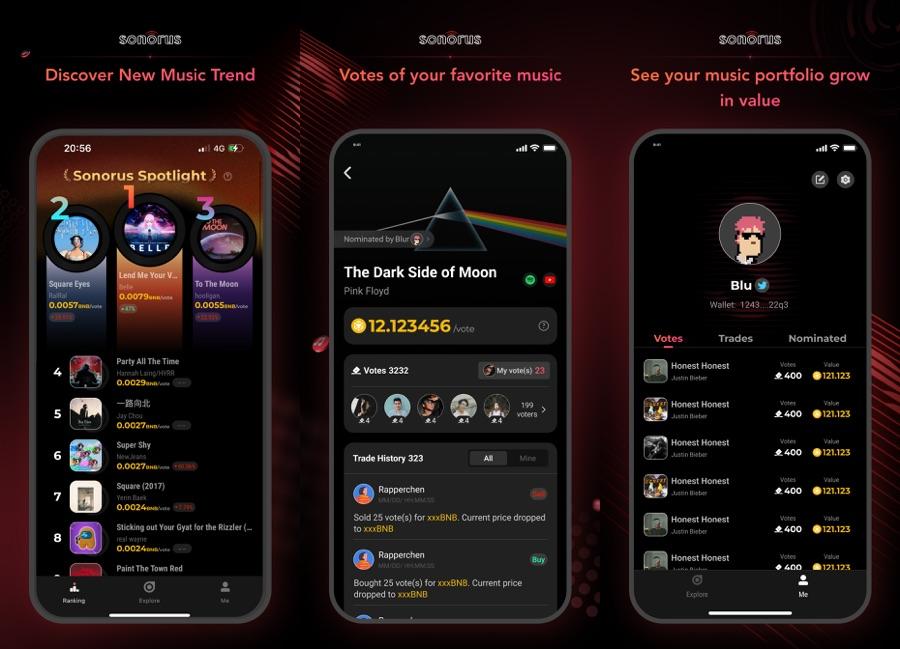 sonorus
Discover New Music Trend
20:56
4G
Sonorus Spotlight
2
1
3
BELLE
TO THE
MOON
Square Eyes
RaiRai
0.0057BNB/vote
Lend Me Your V...
Belle
0.0079BNB/vote
To The Moon
hooligan.
0.0055BNB/vote
4
Party All The Time
Hannah Laing/HVRR
0.0029BNB/vote
5
一路向北
Jay Chou
0.0027BNB/vote
6
Super Shy
NewJeans
0.0027BNB/vote
7
Square (2017)
Yerin Baek
0.0024BNB/vote
8
Sticking out Your Gyat for the Rizzler (...
real wayne
0.0024BNB/vote
Paint The Town Red
Ranking
Explore
Me
sonorus
Votes of your favorite music
Nominated by Blur
The Dark Side of Moon
Pink Floyd
12.123456 /vote
Votes 3232
My vote(s) 23
4
4
4
4
4
199
voters
Trade History 323
All
Mine
Rapperchen
MM/DD/ HH:MM:SS
Sell
Sold 25 vote(s) for xxxBNB. Current price dropped
to xxxBNB
Rapperchen
MM/DD/ HH:MM:SS
Buy
Bought 25 vote(s) for xxxBNB. Current price
dropped to xxxBNB
sonorus
See your music portfolio grow
in value
Blu
Wallet: 1243....22q3
Votes
Trades
Nominated
Honest Honest
Justin Bieber
Votes
400
Value
121.123
Honest Honest
Justin Bieber
Votes
400
Value
121.123
Honest Honest
Justin Bieber
Votes
400
Value
121.123
Honest Honest
Justin Bieber
Votes
400
Value
121.123
Honest Honest
Justin Bieber
Votes
400
Value
121.123
Honest Honest
Votes
400
Value
121.123
Explore
Me